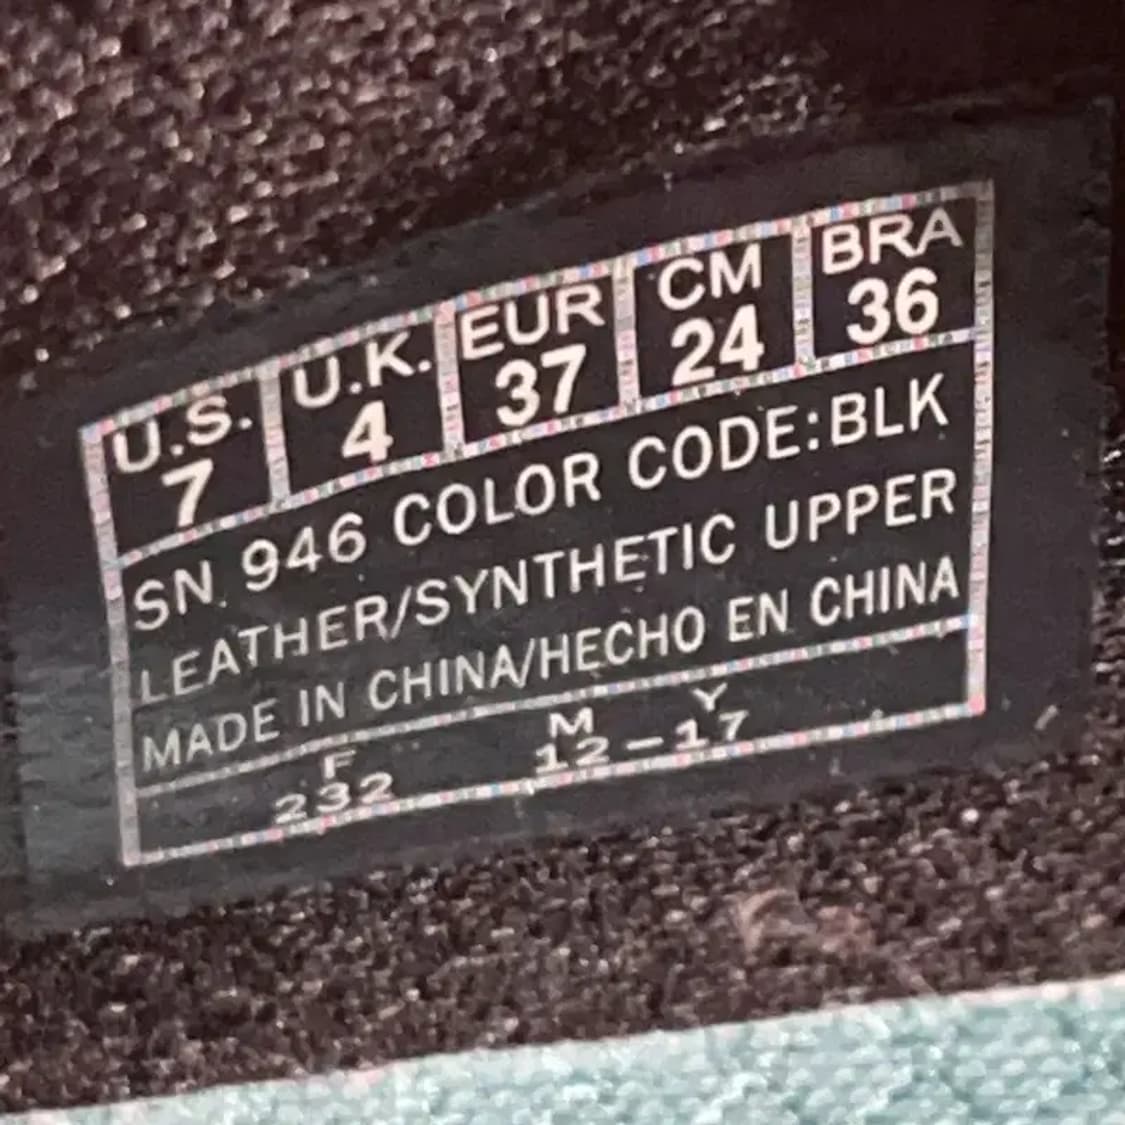 U.S. U.K. EUR CM BRA
7 4 37 24 36
SN 946 COLOR CODE:BLK
LEATHER/SYNTHETIC UPPER
MADE IN CHINA/HECHO EN CHINA
F M Y
232 12-17